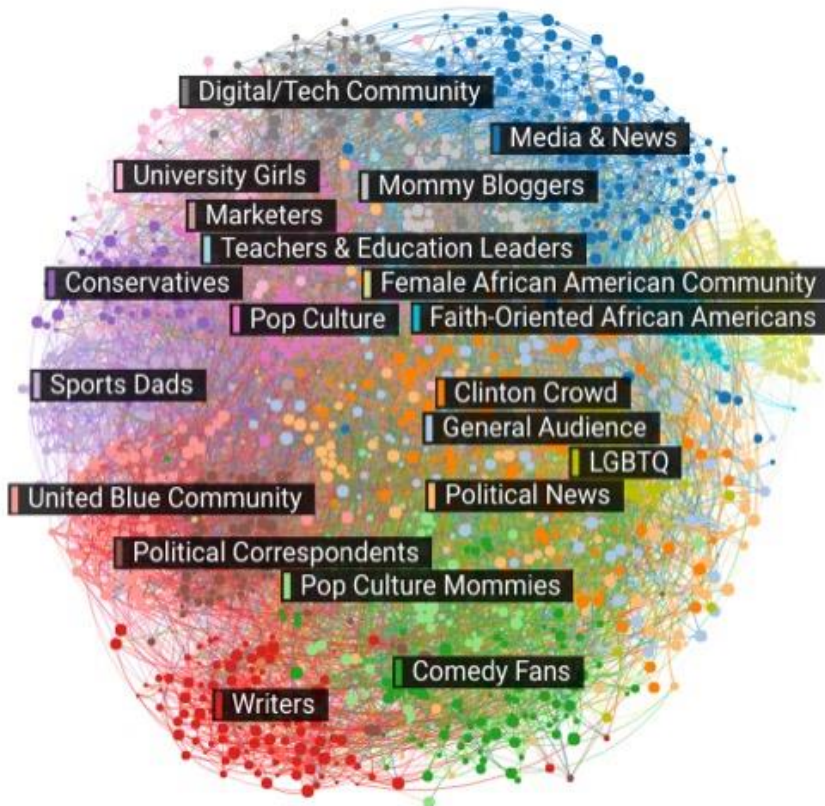 Digital/Tech Community
Media & News
University Girls
Mommy Bloggers
Marketers
Teachers & Education Leaders
Conservatives
Female African American Community
Pop Culture
Faith-Oriented African Americans
Sports Dads
Clinton Crowd
General Audience
LGBTQ
United Blue Community
Political News
Political Correspondents
Pop Culture Mommies
Comedy Fans
Writers